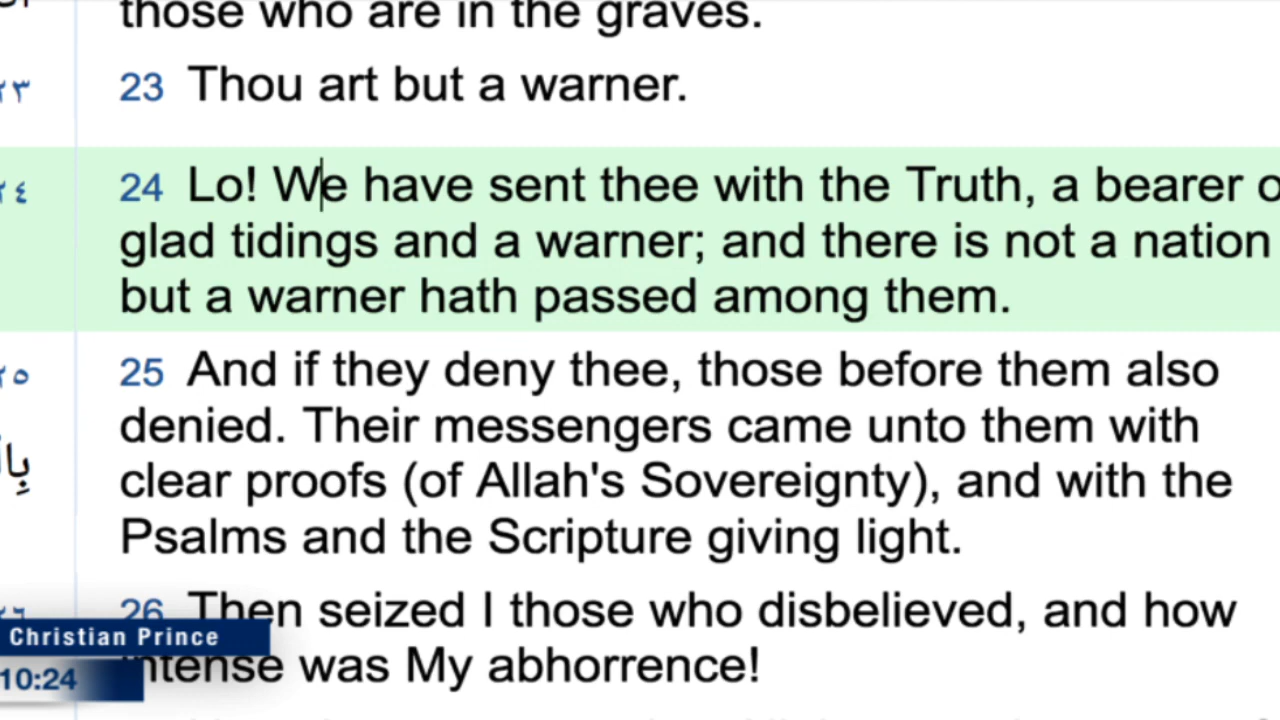 those who are in the graves.
٢٣
23 Thou art but a warner.
٢٤
24 Lo! We have sent thee with the Truth, a bearer o
glad tidings and a warner; and there is not a nation
but a warner hath passed among them.
٢٥
25 And if they deny thee, those before them also
denied. Their messengers came unto them with
clear proofs (of Allah's Sovereignty), and with the
Psalms and the Scripture giving light.
26 Then seized I those who disbelieved, and how
intense was My abhorrence!
Christian Prince
10:24